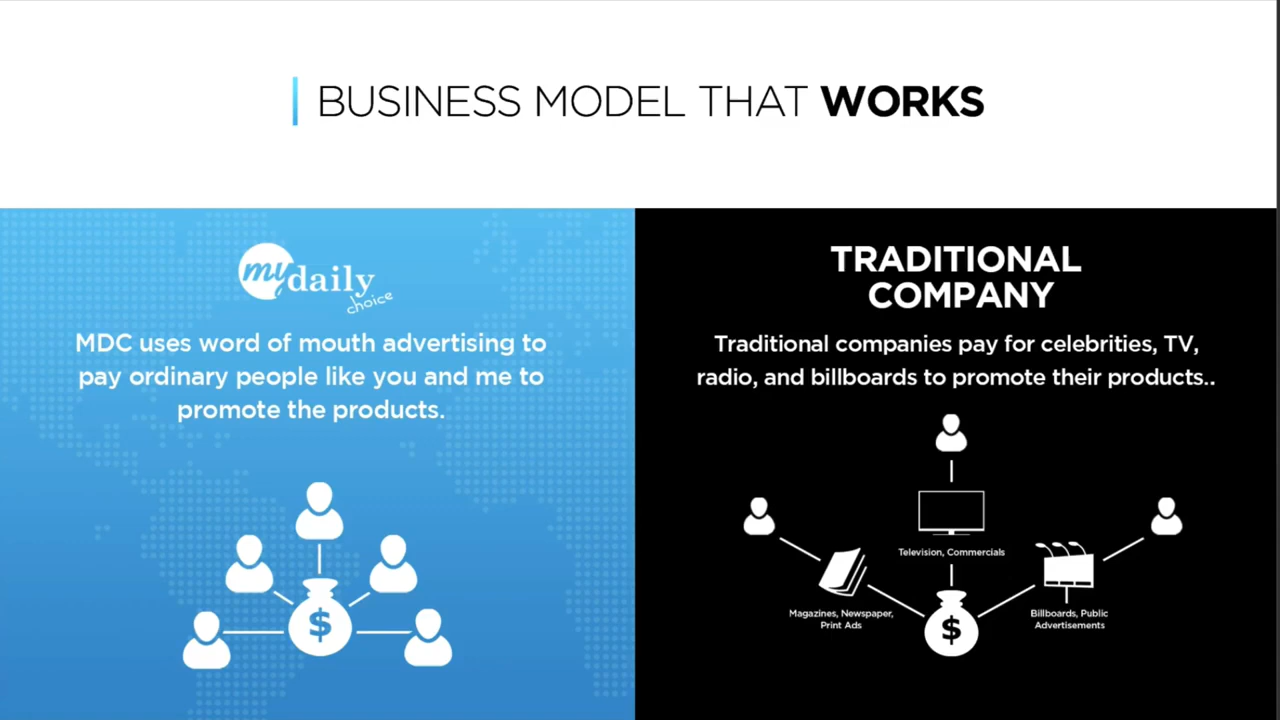 BUSINESS MODEL THAT WORKS
my daily
choice
MDC uses word of mouth advertising to
pay ordinary people like you and me to
promote the products.
$
TRADITIONAL
COMPANY
Traditional companies pay for celebrities, TV,
radio, and billboards to promote their products..
Television, Commercials
Magazines, Newspaper,
Print Ads
Billboards, Public
Advertisements
$